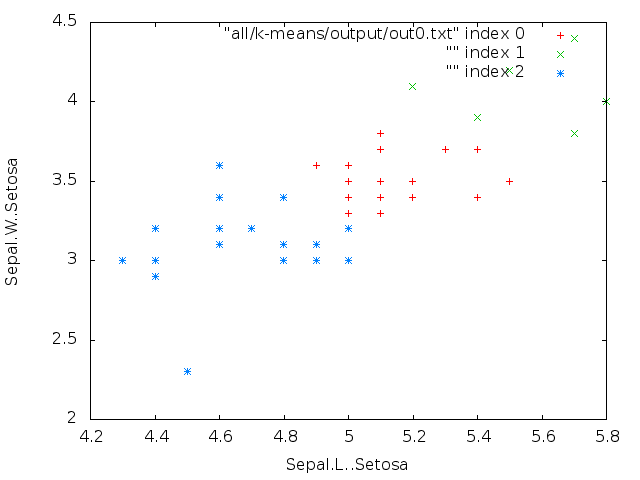 4.5
"all/k-means/output/out0.txt" index 0
"" index 1
"" index 2
4
3.5
3
2.5
2
Sepal.W..Setosa
4.2 4.4 4.6 4.8 5 5.2 5.4 5.6 5.8
Sepal.L..Setosa